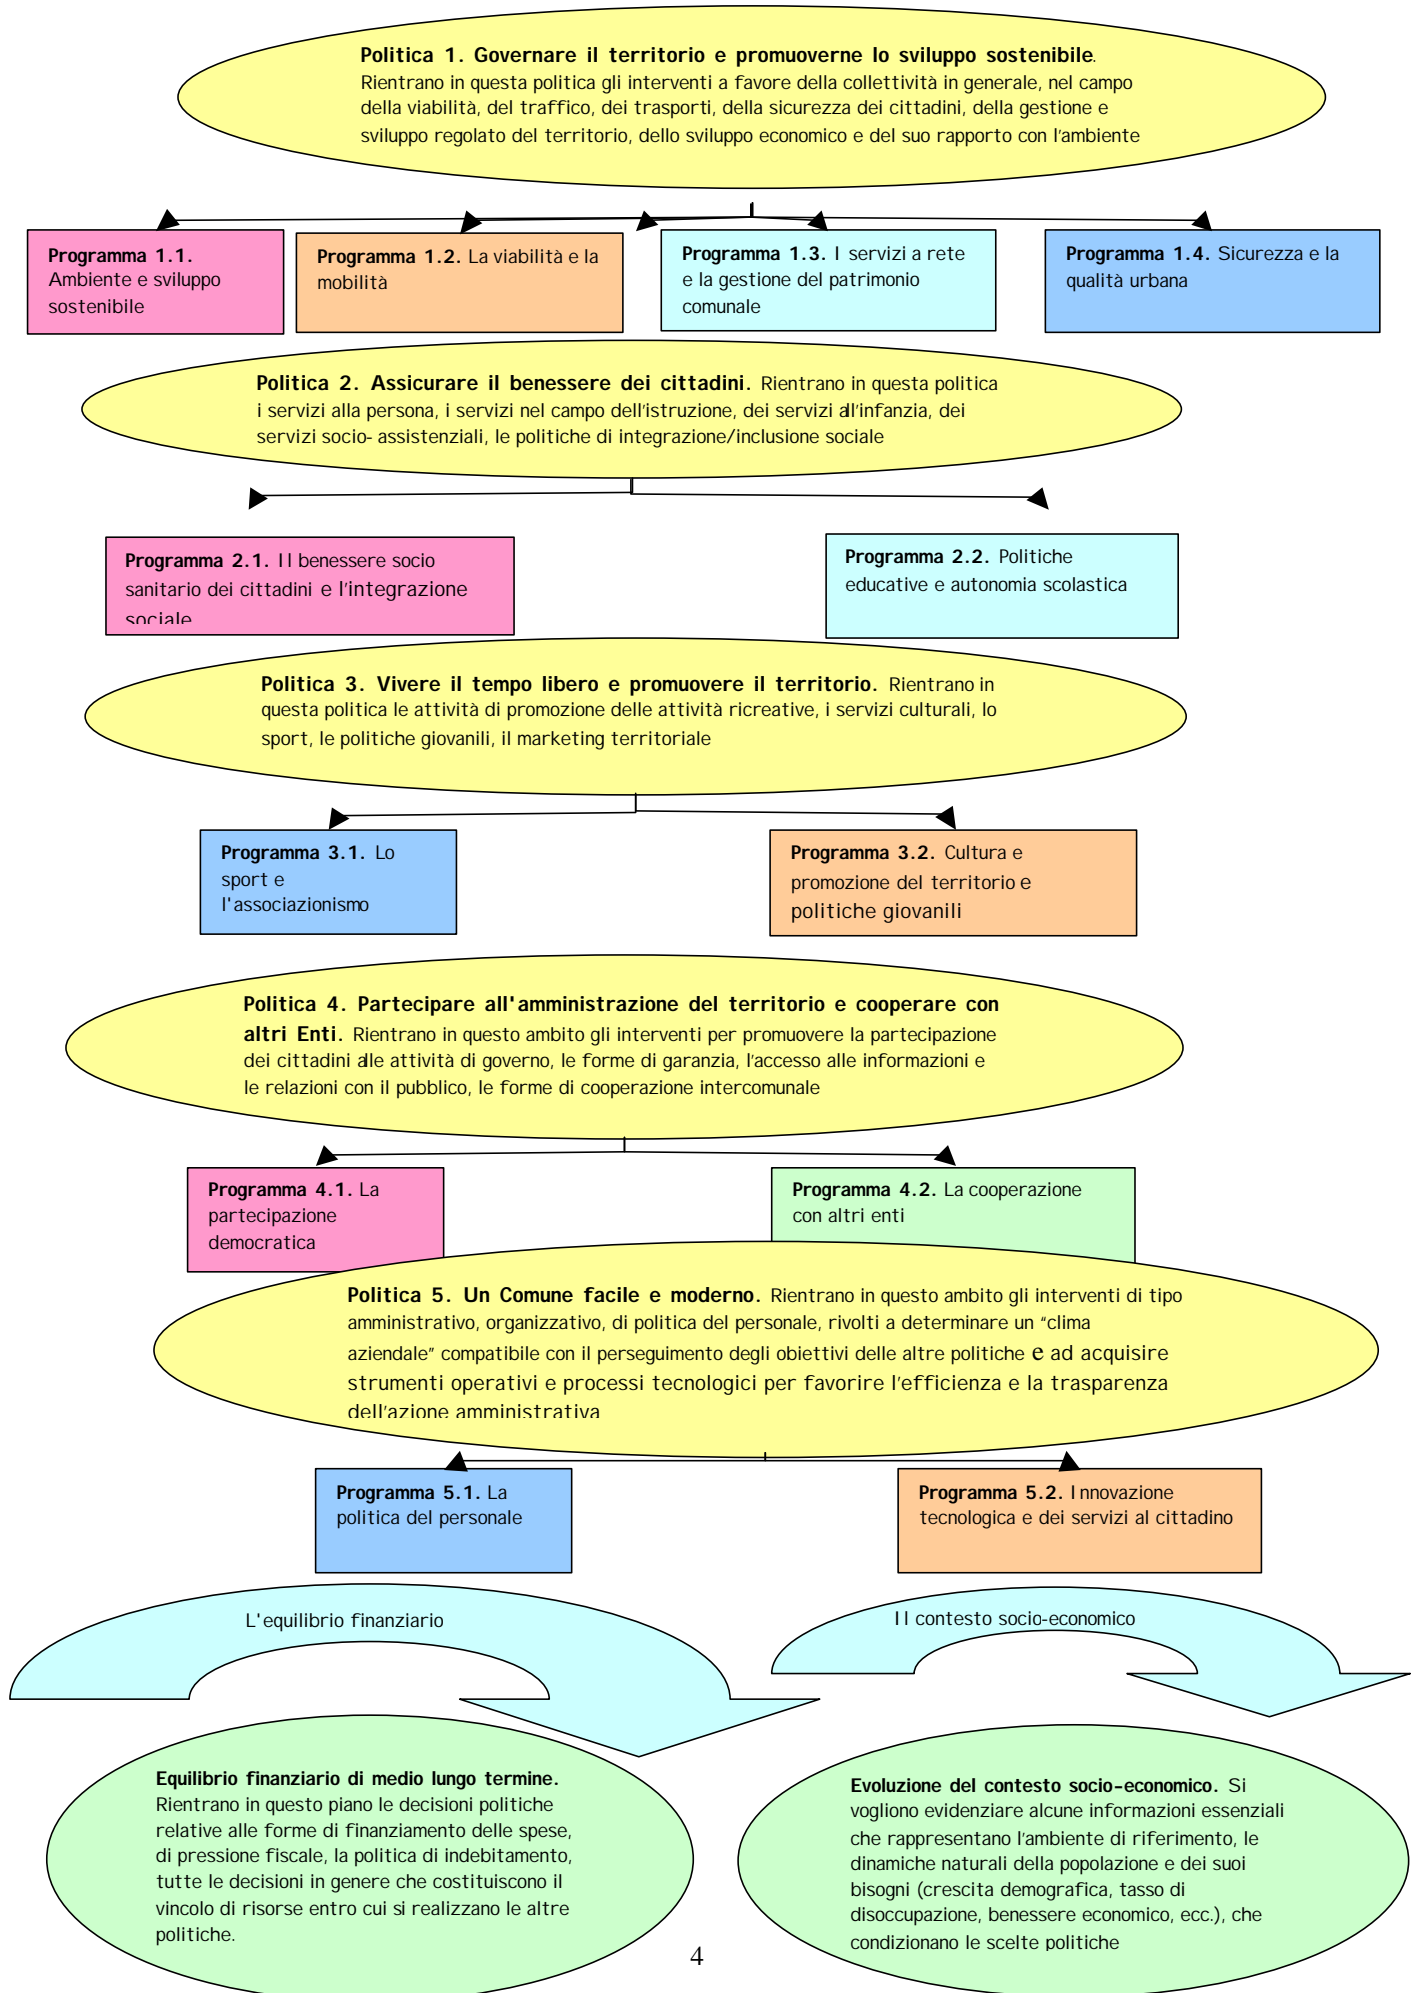 Politica 1. Governare il territorio e promuoverne lo sviluppo sostenibile.
Rientrano in questa politica gli interventi a favore della collettività in generale, nel campo
della viabilità, del traffico, dei trasporti, della sicurezza dei cittadini, della gestione e
sviluppo regolato del territorio, dello sviluppo economico e del suo rapporto con l'ambiente
Programma 1.1.
Ambiente e sviluppo
sostenibile
Programma 1.2. La viabilità e la
mobilità
Programma 1.3. I servizi a rete
e la gestione del patrimonio
comunale
Programma 1.4. Sicurezza e la
qualità urbana
Politica 2. Assicurare il benessere dei cittadini. Rientrano in questa politica
i servizi alla persona, i servizi nel campo dell'istruzione, dei servizi all'infanzia, dei
servizi socio- assistenziali, le politiche di integrazione/inclusione sociale
Programma 2.1. Il benessere socio
sanitario dei cittadini e l'integrazione
sociale
Programma 2.2. Politiche
educative e autonomia scolastica
Politica 3. Vivere il tempo libero e promuovere il territorio. Rientrano in
questa politica le attività di promozione delle attività ricreative, i servizi culturali, lo
sport, le politiche giovanili, il marketing territoriale
Programma 3.1. Lo
sport e
l'associazionismo
Programma 3.2. Cultura e
promozione del territorio e
politiche giovanili
Politica 4. Partecipare all'amministrazione del territorio e cooperare con
altri Enti. Rientrano in questo ambito gli interventi per promuovere la partecipazione
dei cittadini alle attività di governo, le forme di garanzia, l'accesso alle informazioni e
le relazioni con il pubblico, le forme di cooperazione intercomunale
Programma 4.1. La
partecipazione
democratica
Programma 4.2. La cooperazione
con altri enti
Politica 5. Un Comune facile e moderno. Rientrano in questo ambito gli interventi di tipo
amministrativo, organizzativo, di politica del personale, rivolti a determinare un "clima
aziendale" compatibile con il perseguimento degli obiettivi delle altre politiche e ad acquisire
strumenti operativi e processi tecnologici per favorire l'efficienza e la trasparenza
dell'azione amministrativa
Programma 5.1. La
politica del personale
Programma 5.2. Innovazione
tecnologica e dei servizi al cittadino
L'equilibrio finanziario
Il contesto socio-economico
Equilibrio finanziario di medio lungo termine.
Rientrano in questo piano le decisioni politiche
relative alle forme di finanziamento delle spese,
di pressione fiscale, la politica di indebitamento,
tutte le decisioni in genere che costituiscono il
vincolo di risorse entro cui si realizzano le altre
politiche.
Evoluzione del contesto socio-economico. Si
vogliono evidenziare alcune informazioni essenziali
che rappresentano l'ambiente di riferimento, le
dinamiche naturali della popolazione e dei suoi
bisogni (crescita demografica, tasso di
disoccupazione, benessere economico, ecc.), che
condizionano le scelte politiche
4